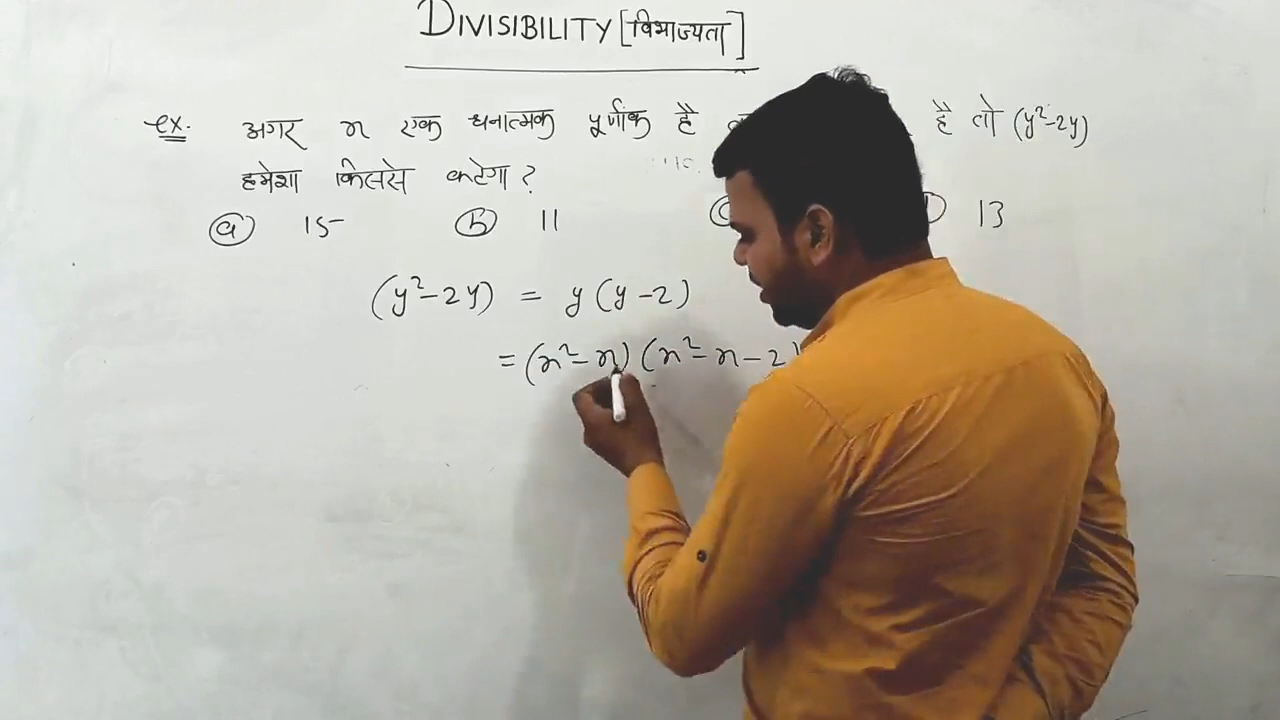 DIVISIBILITY [विभाज्यता]
ex. अगर n एक धनात्मक पूर्णांक है है तो (y²-2y)
हमेशा किससे कटेगा?
ⓐ 15 ⓑ 11 13
(y²-2y) = y(y-2)
= (n²-n)(n²-n-2)